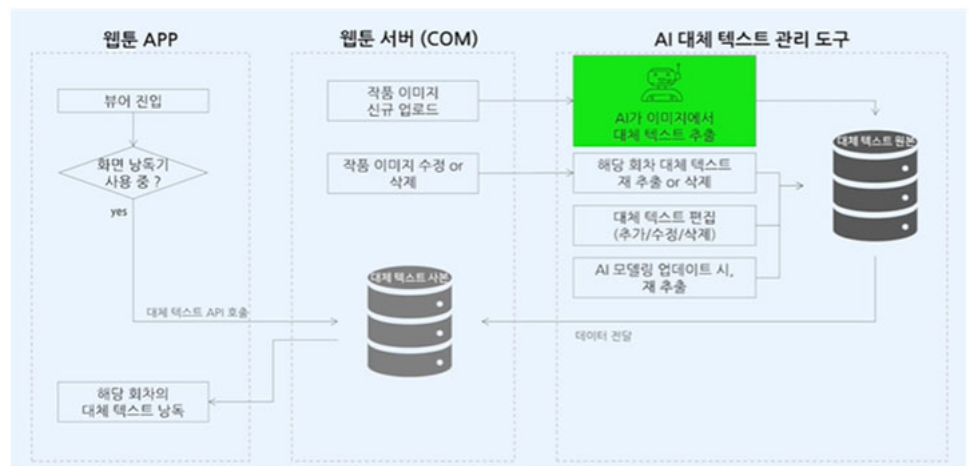 웹툰 APP
뷰어 진입
화면 낭독기
사용 중 ?
yes
대체 텍스트 API 호출
해당 회차의
대체 텍스트 낭독
웹툰 서버 (COM)
작품 이미지
신규 업로드
작품 이미지 수정 or
삭제
대체 텍스트 사본
AI 대체 텍스트 관리 도구
AI가 이미지에서
대체 텍스트 추출
해당 회차 대체 텍스트
재 추출 or 삭제
대체 텍스트 편집
(추가/수정/삭제)
AI 모델링 업데이트 시,
재 추출
대체 텍스트 원본
데이터 전달